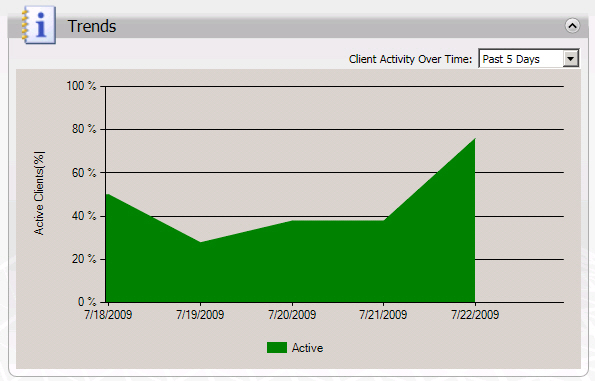 Trends
Client Activity Over Time: Past 5 Days
100 %
80 %
60 %
40 %
20 %
0 %
Active Clients[%]
7/18/2009 7/19/2009 7/20/2009 7/21/2009 7/22/2009
Active